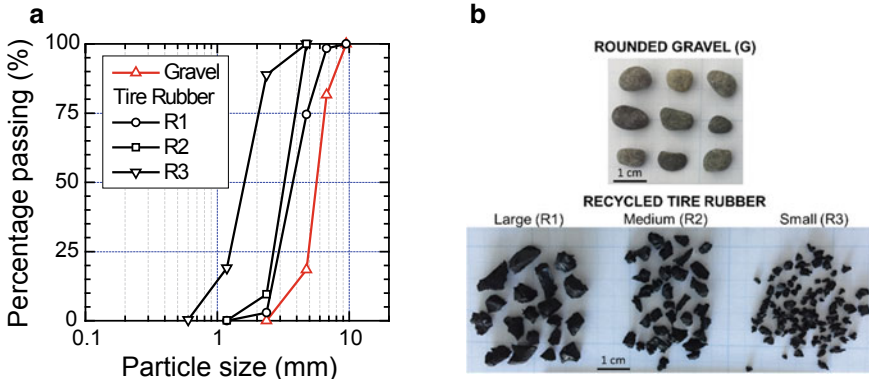 a
Percentage passing (%)
100
75
50
25
0
0.1
1
10
Particle size (mm)
Gravel
Tire Rubber
R1
R2
R3
b
ROUNDED GRAVEL (G)
1 cm
RECYCLED TIRE RUBBER
Large (R1) Medium (R2) Small (R3)
1 cm